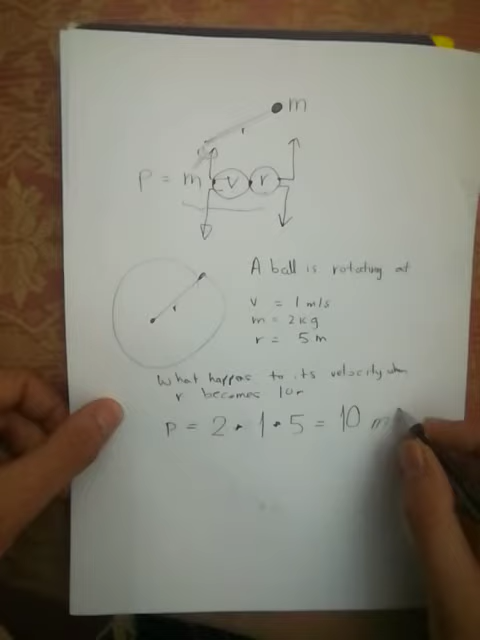 m
r
P = m v r
A ball is rotating at
v = 1 m/s
m = 2 kg
r
r = 5 m
What happens to its velocity when
r becomes 10m
P = 2 • 1 • 5 = 10 m